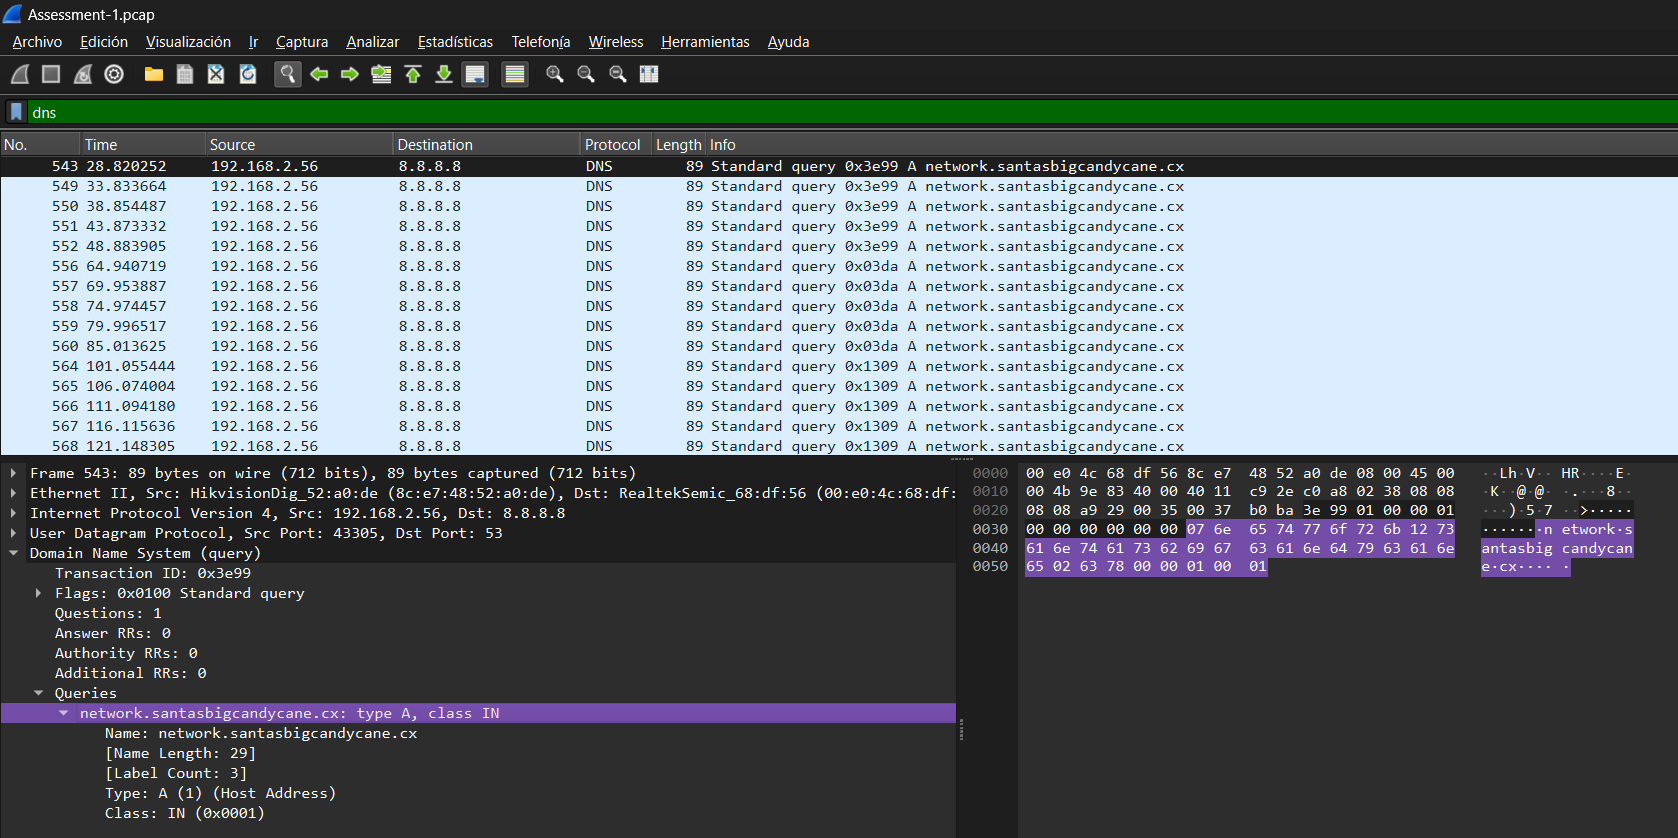 Assessment-1.pcap
Archivo Edición Visualización Ir Captura Analizar Estadísticas Telefonía Wireless Herramientas Ayuda
dns
No. Time Source Destination Protocol Length Info
543 28.820252 192.168.2.56 8.8.8.8 DNS 89 Standard query 0x3e99 A network.santasbigcandycane.cx
549 33.833664 192.168.2.56 8.8.8.8 DNS 89 Standard query 0x3e99 A network.santasbigcandycane.cx
550 38.854487 192.168.2.56 8.8.8.8 DNS 89 Standard query 0x3e99 A network.santasbigcandycane.cx
551 43.873332 192.168.2.56 8.8.8.8 DNS 89 Standard query 0x3e99 A network.santasbigcandycane.cx
552 48.883905 192.168.2.56 8.8.8.8 DNS 89 Standard query 0x3e99 A network.santasbigcandycane.cx
556 64.940719 192.168.2.56 8.8.8.8 DNS 89 Standard query 0x03da A network.santasbigcandycane.cx
557 69.953887 192.168.2.56 8.8.8.8 DNS 89 Standard query 0x03da A network.santasbigcandycane.cx
558 74.974457 192.168.2.56 8.8.8.8 DNS 89 Standard query 0x03da A network.santasbigcandycane.cx
559 79.996517 192.168.2.56 8.8.8.8 DNS 89 Standard query 0x03da A network.santasbigcandycane.cx
560 85.013625 192.168.2.56 8.8.8.8 DNS 89 Standard query 0x03da A network.santasbigcandycane.cx
564 101.055444 192.168.2.56 8.8.8.8 DNS 89 Standard query 0x1309 A network.santasbigcandycane.cx
565 106.074004 192.168.2.56 8.8.8.8 DNS 89 Standard query 0x1309 A network.santasbigcandycane.cx
566 111.094180 192.168.2.56 8.8.8.8 DNS 89 Standard query 0x1309 A network.santasbigcandycane.cx
567 116.115636 192.168.2.56 8.8.8.8 DNS 89 Standard query 0x1309 A network.santasbigcandycane.cx
568 121.148305 192.168.2.56 8.8.8.8 DNS 89 Standard query 0x1309 A network.santasbigcandycane.cx
Frame 543: 89 bytes on wire (712 bits), 89 bytes captured (712 bits)
Ethernet II, Src: HikvisionDig_52:a0:de (8c:e7:48:52:a0:de), Dst: RealtekSemic_68:df:56 (00:e0:4c:68:df:
Internet Protocol Version 4, Src: 192.168.2.56, Dst: 8.8.8.8
User Datagram Protocol, Src Port: 43305, Dst Port: 53
Domain Name System (query)
Transaction ID: 0x3e99
Flags: 0x0100 Standard query
Questions: 1
Answer RRs: 0
Authority RRs: 0
Additional RRs: 0
Queries
network.santasbigcandycane.cx: type A, class IN
Name: network.santasbigcandycane.cx
[Name Length: 29]
[Label Count: 3]
Type: A (1) (Host Address)
Class: IN (0x0001)
0000 00 e0 4c 68 df 56 8c e7 48 52 a0 de 08 00 45 00 ··Lh·V·· HR····E·
0010 00 4b 9e 83 40 00 40 11 c9 2e c0 a8 02 38 08 08 ·K··@·@· ·.···8··
0020 08 08 a9 29 00 35 00 37 b0 ba 3e 99 01 00 00 01 ···)·5·7 ··>·····
0030 00 00 00 00 00 00 07 6e 65 74 77 6f 72 6b 12 73 ·······n etwork·s
0040 61 6e 74 61 73 62 69 67 63 61 6e 64 79 63 61 6e antasbig candycan
0050 65 02 63 78 00 00 01 00 01 e·cx···· ·